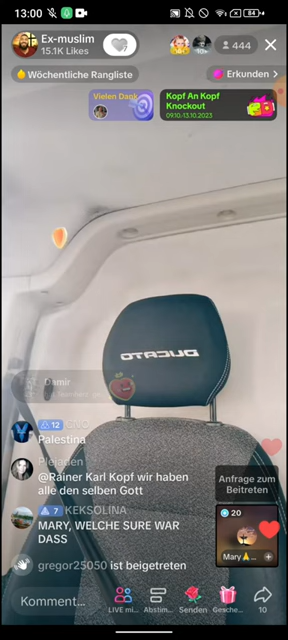 13:00
84
Ex-muslim
15.1K Likes
10+
444
Wöchentliche Rangliste
Erkunden >
Vielen Dank
Kopf An Kopf
Knockout
09.10-13.10.2023
DUCATO
Damir
12
Palestina
Plejaden
@Rainer Karl Kopf wir haben
alle den selben Gott
7 KEKSOLINA
MARY, WELCHE SURE WAR
DASS
gregor25050 ist beigetreten
Anfrage zum
Beitreten
20
Mary
Komment...
LIVE mi...
Abstim...
Senden
Gesche...
10